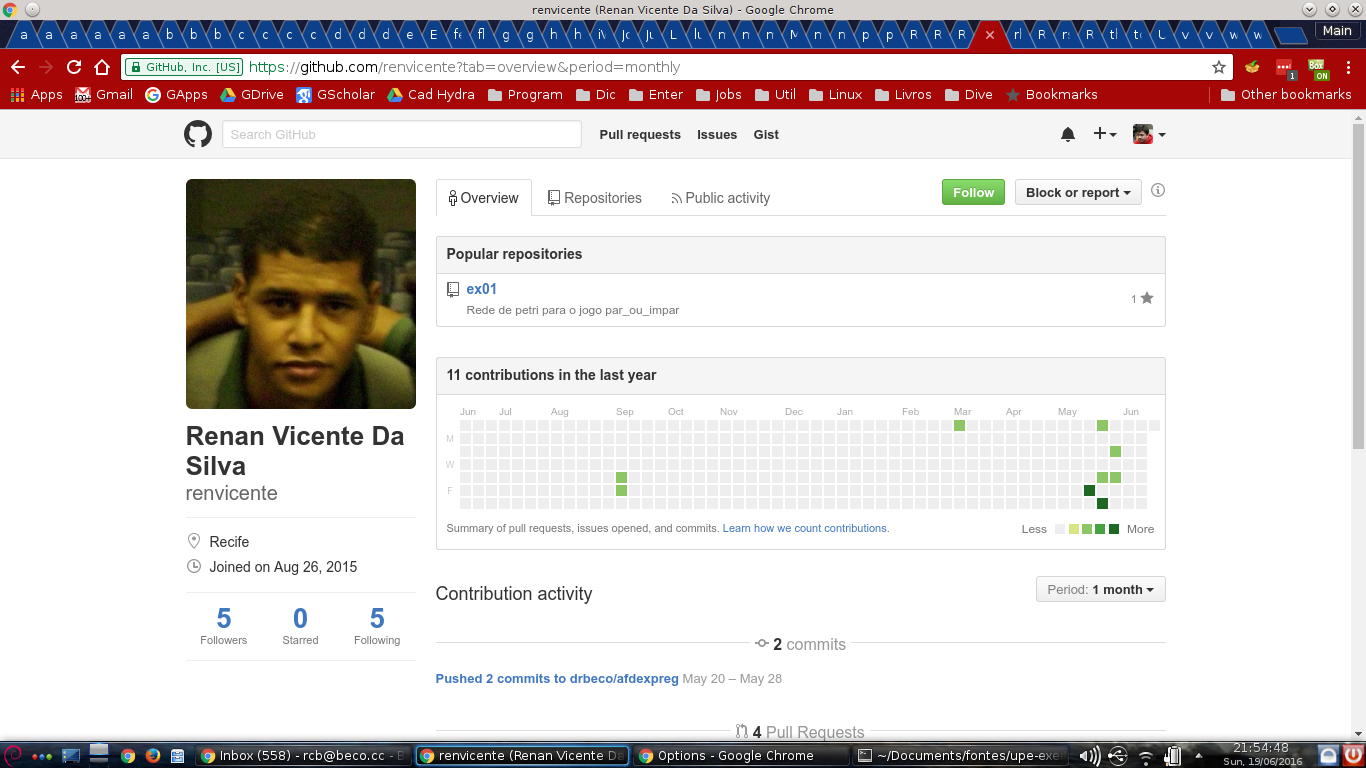 renvicente (Renan Vicente Da Silva) - Google Chrome
a a a a a a b b b c c c d d d e E g g h h n n n n n p p R R R R R U v v w w Main
GitHub, Inc. [US] https://github.com/renvicente?tab=overview&period=monthly 1 ON
Apps Gmail GApps GDrive GScholar Cad Hydra Program Dic Enter Jobs Util Linux Livros Dive Bookmarks Other bookmarks
Search GitHub Pull requests Issues Gist
Overview Repositories Public activity Follow Block or report
Popular repositories
ex01
Rede de petri para o jogo par_ou_impar
1
11 contributions in the last year
Jun Jul Aug Sep Oct Nov Dec Jan Feb Mar Apr May Jun
M
W
F
Summary of pull requests, issues opened, and commits. Learn how we count contributions. Less More
Renan Vicente Da
Silva
renvicente
Recife
Joined on Aug 26, 2015
5 0 5
Followers Starred Following
Contribution activity Period: 1 month
2 commits
Pushed 2 commits to drbeco/afdexpreg May 20 – May 28
4 Pull Requests
Inbox (558) - rcb@beco.cc - B renvicente (Renan Vicente Da Options - Google Chrome ~/Documents/fontes/upe-exe 21:54:48
Sun, 19/06/2016